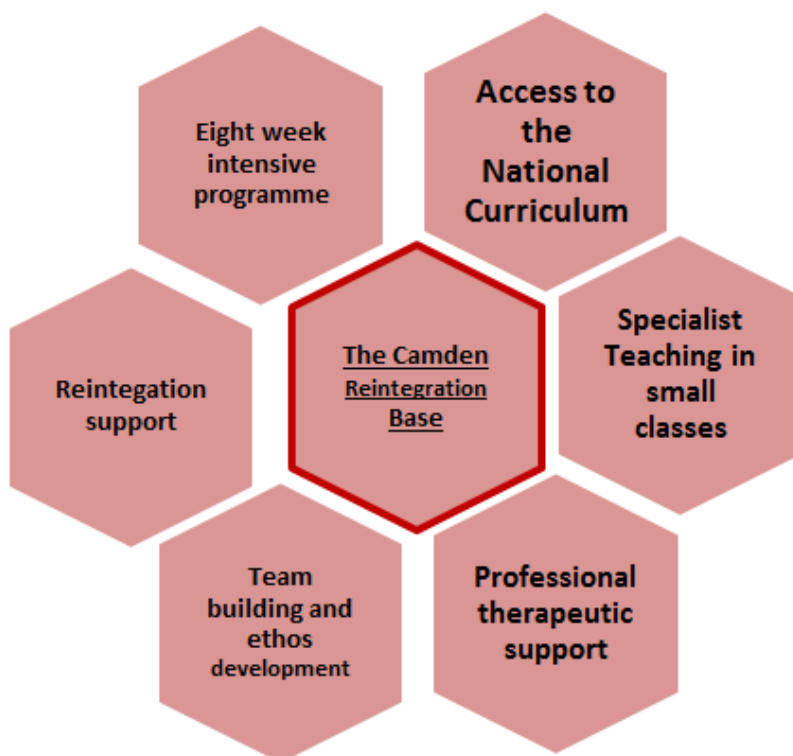 Eight week
intensive
programme
Access to
the
National
Curriculum
The Camden
Reintegration
Base
Specialist
Teaching in
small
classes
Reintegation
support
Team
building and
ethos
development
Professional
therapeutic
support